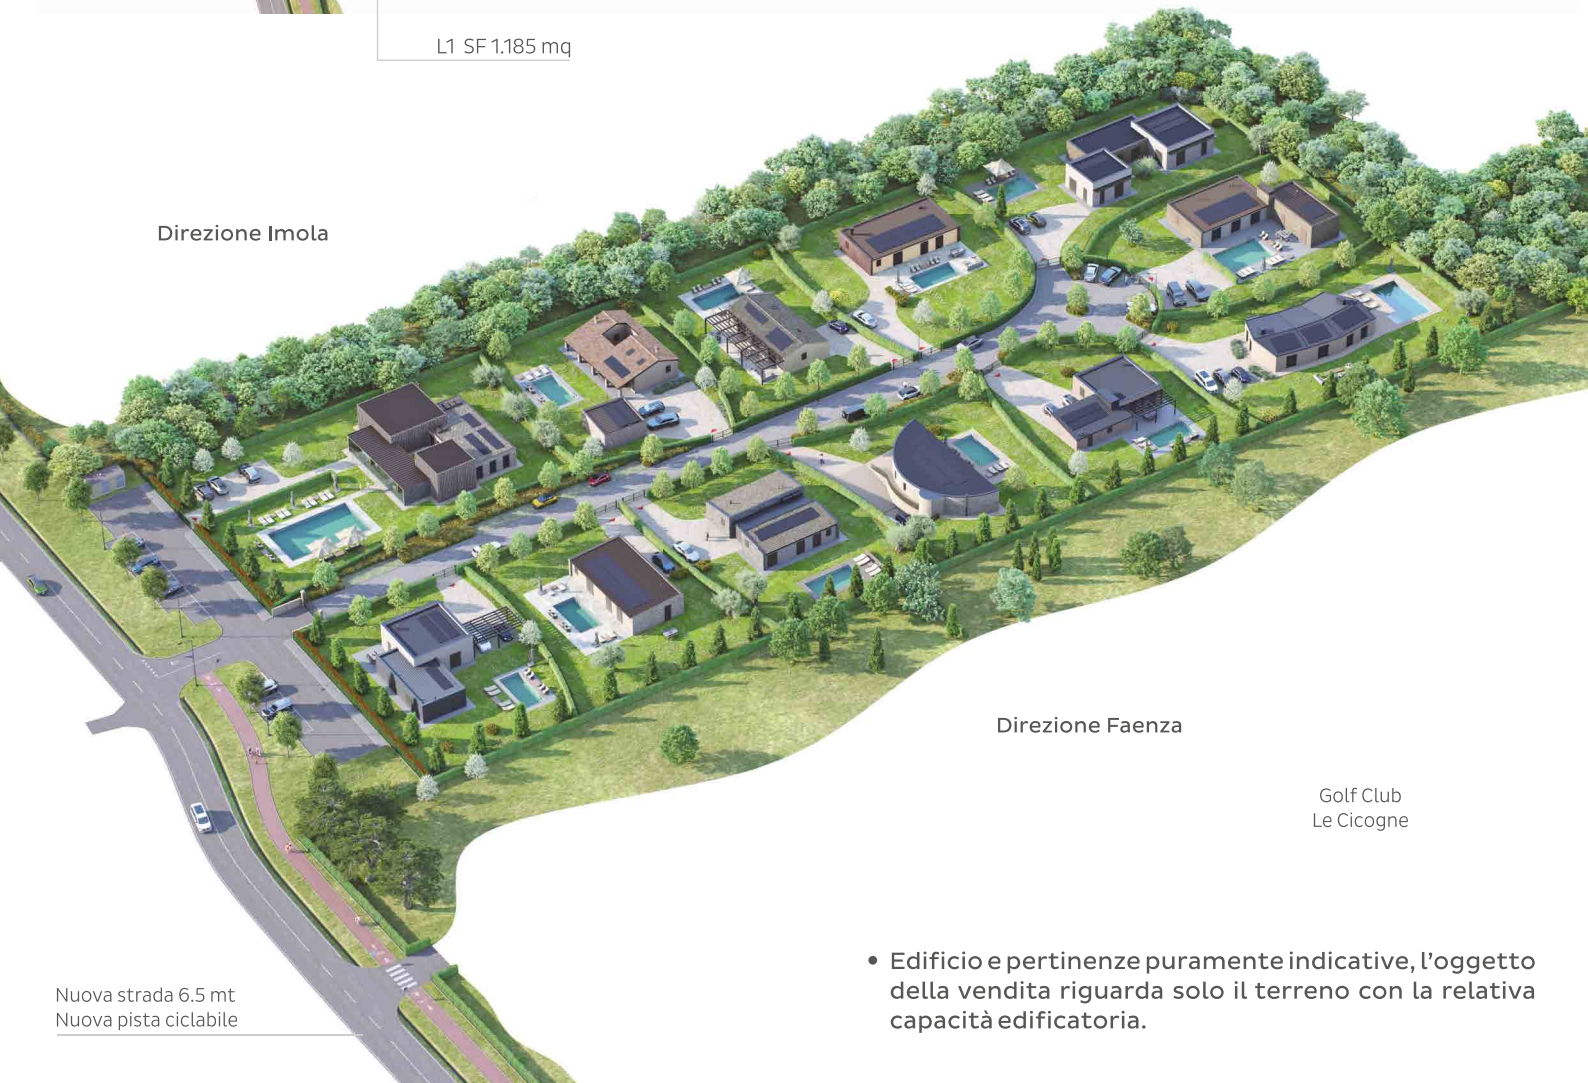 L1 SF 1.185 mq
Direzione Imola
Direzione Faenza
Golf Club
Le Cicogne
• Edificio e pertinenze puramente indicative, l'oggetto
della vendita riguarda solo il terreno con la relativa
capacità edificatoria.
Nuova strada 6.5 mt
Nuova pista ciclabile